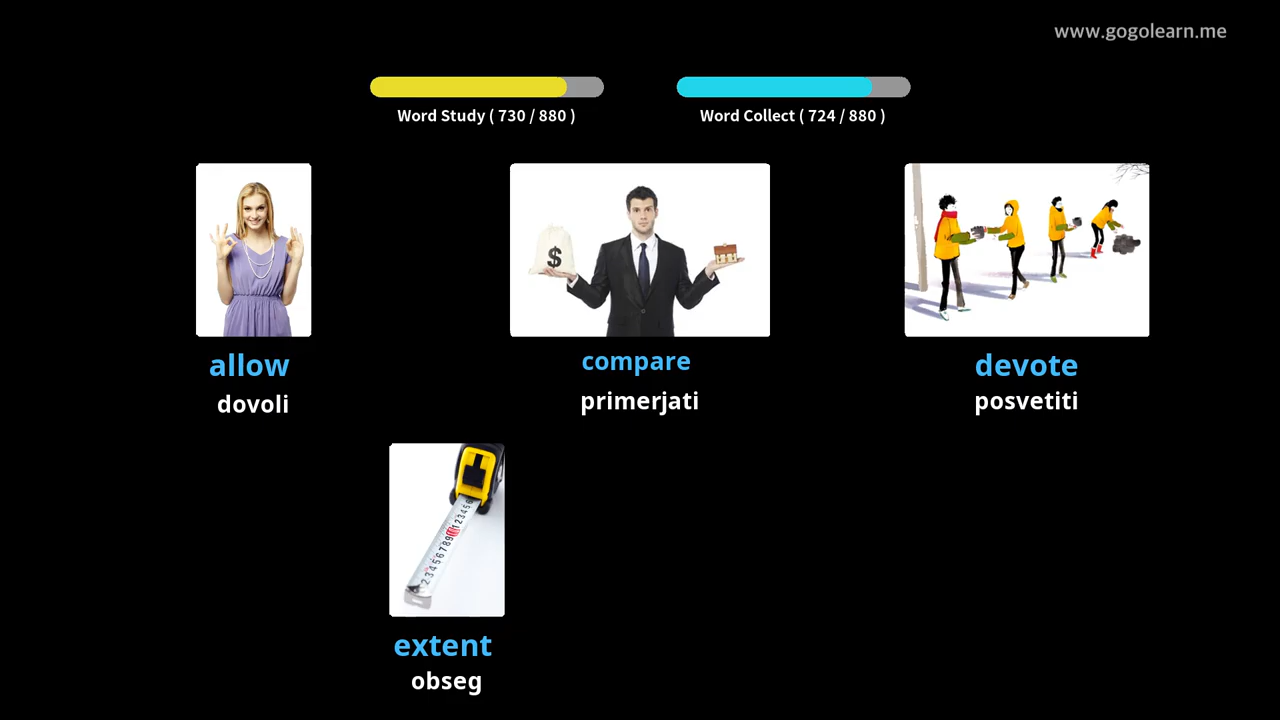 www.gogolearn.me
Word Study ( 730 / 880 )
Word Collect ( 724 / 880 )
$
allow
dovoli
compare
primerjati
devote
posvetiti
extent
obseg